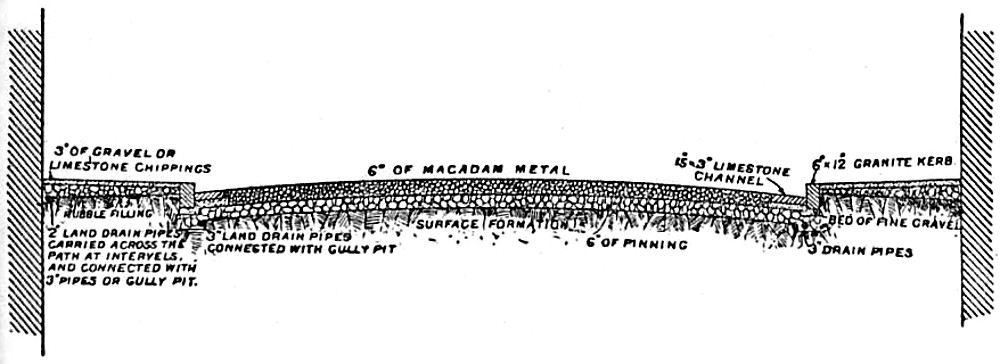 3" OF GRAVEL OR
LIMESTONE CHIPPINGS
6" OF MACADAM METAL
15"×3" LIMESTONE
CHANNEL
6"×12" GRANITE KERB.
RUBBLE FILLING
2" LAND DRAIN PIPES
CARRIED ACROSS THE
PATH AT INTERVELS,
AND CONNECTED WITH
3" PIPES OR GULLY PIT.
3" LAND DRAIN PIPES
CONNECTED WITH GULLY PIT
SURFACE FORMATION
6" OF PINNING
BED OF FINE GRAVEL
3" DRAIN PIPES